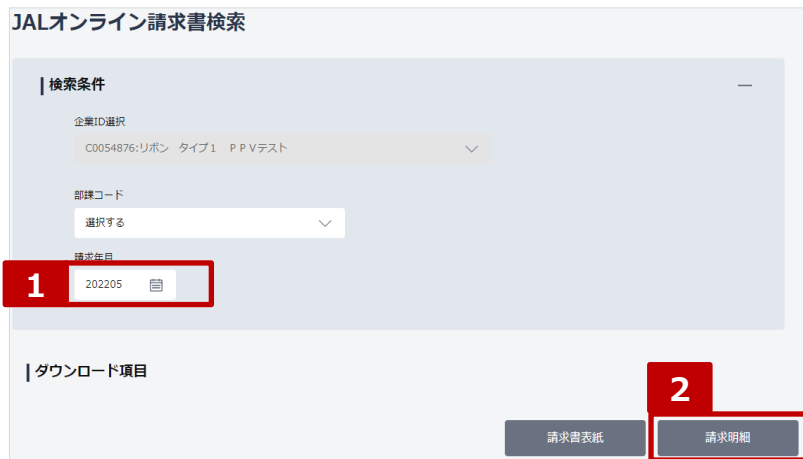 JALオンライン請求書検索
検索条件
企業ID選択
C0054876:リボン　タイプ1　ＰＰＶテスト
部課コード
選択する
請求年月
1
202205
ダウンロード項目
2
請求書表紙
請求明細